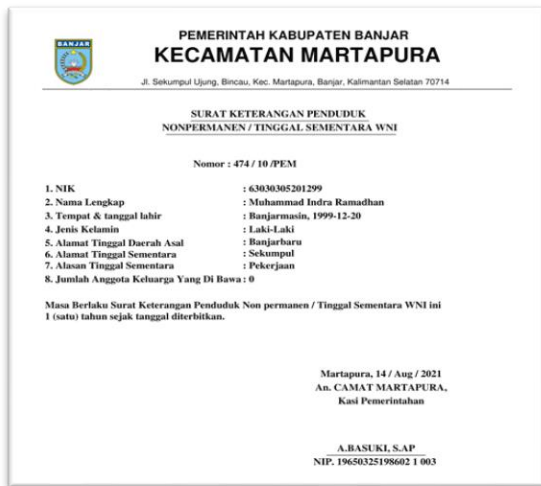 BANJAR
PEMERINTAH KABUPATEN BANJAR
KECAMATAN MARTAPURA
Jl. Sekumpul Ujung, Bincau, Kec. Martapura, Banjar, Kalimantan Selatan 70714
SURAT KETERANGAN PENDUDUK
NONPERMANEN / TINGGAL SEMENTARA WNI
Nomor : 474 / 10 /PEM
1. NIK : 63030305201299
2. Nama Lengkap : Muhammad Indra Ramadhan
3. Tempat & tanggal lahir : Banjarmasin, 1999-12-20
4. Jenis Kelamin : Laki-Laki
5. Alamat Tinggal Daerah Asal : Banjarbaru
6. Alamat Tinggal Sementara : Sekumpul
7. Alasan Tinggal Sementara : Pekerjaan
8. Jumlah Anggota Keluarga Yang Di Bawa : 0
Masa Berlaku Surat Keterangan Penduduk Non permanen / Tinggal Sementara WNI ini
1 (satu) tahun sejak tanggal diterbitkan.
Martapura, 14 / Aug / 2021
An. CAMAT MARTAPURA,
Kasi Pemerintahan
A.BASUKI, S.AP
NIP. 19650325198602 1 003